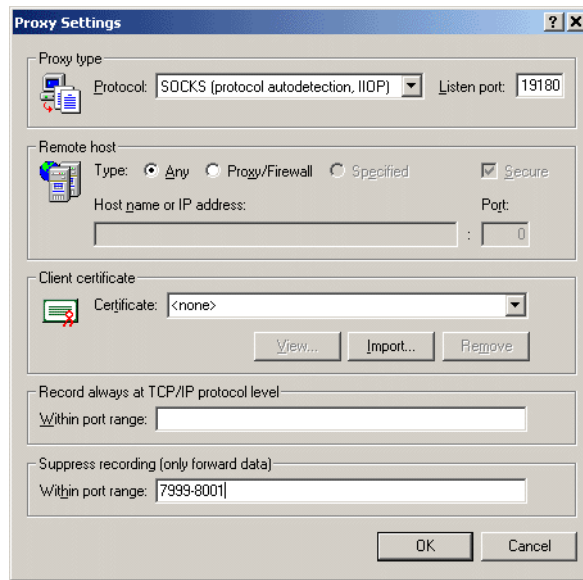 Proxy Settings
Proxy type
Protocol: SOCKS (protocol autodetection, IIOP) Listen port: 19180
Remote host
Type: Any Proxy/Firewall Specified Secure
Host name or IP address: Port:
: 0
Client certificate
Certificate: <none>
View... Import... Remove
Record always at TCP/IP protocol level
Within port range:
Suppress recording (only forward data)
Within port range: 7999-8001
OK Cancel